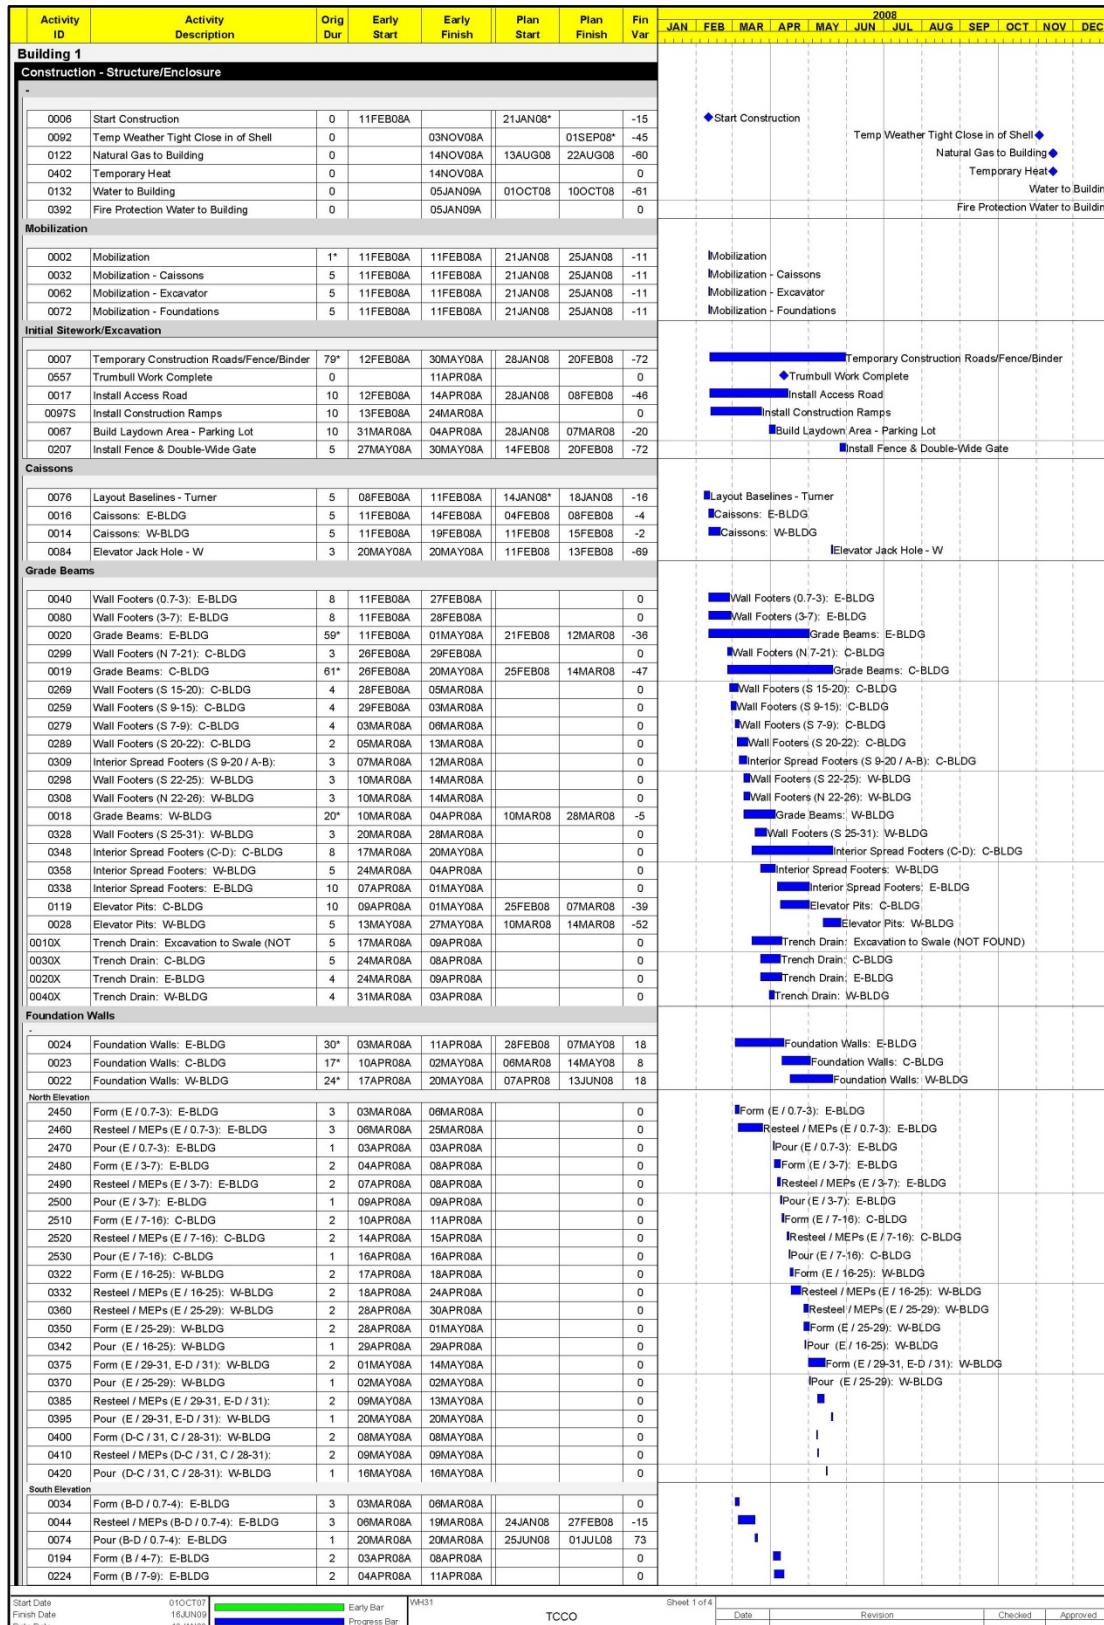 Activity ID Activity Description Orig Dur Early Start Early Finish Plan Start Plan Finish Fin Var 2008
JAN FEB MAR APR MAY JUN JUL AUG SEP OCT NOV DEC
Building 1
Construction - Structure/Enclosure
-
0006 Start Construction 0 11FEB08A 21JAN08* -15 Start Construction
0092 Temp Weather Tight Close in of Shell 0 03NOV08A 01SEP08* -45 Temp Weather Tight Close in of Shell
0122 Natural Gas to Building 0 14NOV08A 13AUG08 22AUG08 -60 Natural Gas to Building
0402 Temporary Heat 0 14NOV08A 0 Temporary Heat
0132 Water to Building 0 05JAN09A 01OCT08 10OCT08 -61 Water to Buildin
0392 Fire Protection Water to Building 0 05JAN09A 0 Fire Protection Water to Buildin
Mobilization
0002 Mobilization 1* 11FEB08A 11FEB08A 21JAN08 25JAN08 -11 Mobilization
0032 Mobilization - Caissons 5 11FEB08A 11FEB08A 21JAN08 25JAN08 -11 Mobilization - Caissons
0062 Mobilization - Excavator 5 11FEB08A 11FEB08A 21JAN08 25JAN08 -11 Mobilization - Excavator
0072 Mobilization - Foundations 5 11FEB08A 11FEB08A 21JAN08 25JAN08 -11 Mobilization - Foundations
Initial Sitework/Excavation
0007 Temporary Construction Roads/Fence/Binder 79* 12FEB08A 30MAY08A 28JAN08 20FEB08 -72 Temporary Construction Roads/Fence/Binder
0557 Trumbull Work Complete 0 11APR08A 0 Trumbull Work Complete
0017 Install Access Road 10 12FEB08A 14APR08A 28JAN08 08FEB08 -46 Install Access Road
0097S Install Construction Ramps 10 13FEB08A 24MAR08A 0 Install Construction Ramps
0067 Build Laydown Area - Parking Lot 10 31MAR08A 04APR08A 28JAN08 07MAR08 -20 Build Laydown Area - Parking Lot
0207 Install Fence & Double-Wide Gate 5 27MAY08A 30MAY08A 14FEB08 20FEB08 -72 Install Fence & Double-Wide Gate
Caissons
0076 Layout Baselines - Turner 5 08FEB08A 11FEB08A 14JAN08* 18JAN08 -16 Layout Baselines - Turner
0016 Caissons: E-BLDG 5 11FEB08A 14FEB08A 04FEB08 08FEB08 -4 Caissons: E-BLDG
0014 Caissons: W-BLDG 5 11FEB08A 19FEB08A 11FEB08 15FEB08 -2 Caissons: W-BLDG
0084 Elevator Jack Hole - W 3 20MAY08A 20MAY08A 11FEB08 13FEB08 -69 Elevator Jack Hole - W
Grade Beams
0040 Wall Footers (0.7-3): E-BLDG 8 11FEB08A 27FEB08A 0 Wall Footers (0.7-3): E-BLDG
0080 Wall Footers (3-7): E-BLDG 8 11FEB08A 28FEB08A 0 Wall Footers (3-7): E-BLDG
0020 Grade Beams: E-BLDG 59* 11FEB08A 01MAY08A 21FEB08 12MAR08 -36 Grade Beams: E-BLDG
0299 Wall Footers (N 7-21): C-BLDG 3 26FEB08A 29FEB08A 0 Wall Footers (N 7-21): C-BLDG
0019 Grade Beams: C-BLDG 61* 26FEB08A 20MAY08A 25FEB08 14MAR08 -47 Grade Beams: C-BLDG
0269 Wall Footers (S 15-20): C-BLDG 4 28FEB08A 05MAR08A 0 Wall Footers (S 15-20): C-BLDG
0259 Wall Footers (S 9-15): C-BLDG 4 29FEB08A 03MAR08A 0 Wall Footers (S 9-15): C-BLDG
0279 Wall Footers (S 7-9): C-BLDG 4 03MAR08A 06MAR08A 0 Wall Footers (S 7-9): C-BLDG
0289 Wall Footers (S 20-22): C-BLDG 2 05MAR08A 13MAR08A 0 Wall Footers (S 20-22): C-BLDG
0309 Interior Spread Footers (S 9-20 / A-B): 3 07MAR08A 12MAR08A 0 Interior Spread Footers (S 9-20 / A-B): C-BLDG
0298 Wall Footers (S 22-25): W-BLDG 3 10MAR08A 14MAR08A 0 Wall Footers (S 22-25): W-BLDG
0308 Wall Footers (N 22-26): W-BLDG 3 10MAR08A 14MAR08A 0 Wall Footers (N 22-26): W-BLDG
0018 Grade Beams: W-BLDG 20* 10MAR08A 04APR08A 10MAR08 28MAR08 -5 Grade Beams: W-BLDG
0328 Wall Footers (S 25-31): W-BLDG 3 20MAR08A 28MAR08A 0 Wall Footers (S 25-31): W-BLDG
0348 Interior Spread Footers (C-D): C-BLDG 8 17MAR08A 20MAY08A 0 Interior Spread Footers (C-D): C-BLDG
0358 Interior Spread Footers: W-BLDG 5 24MAR08A 04APR08A 0 Interior Spread Footers: W-BLDG
0338 Interior Spread Footers: E-BLDG 10 07APR08A 01MAY08A 0 Interior Spread Footers: E-BLDG
0119 Elevator Pits: C-BLDG 10 09APR08A 01MAY08A 25FEB08 07MAR08 -39 Elevator Pits: C-BLDG
0028 Elevator Pits: W-BLDG 5 13MAY08A 27MAY08A 10MAR08 14MAR08 -52 Elevator Pits: W-BLDG
0010X Trench Drain: Excavation to Swale (NOT 5 17MAR08A 09APR08A 0 Trench Drain: Excavation to Swale (NOT FOUND)
0030X Trench Drain: C-BLDG 5 24MAR08A 08APR08A 0 Trench Drain: C-BLDG
0020X Trench Drain: E-BLDG 4 24MAR08A 09APR08A 0 Trench Drain: E-BLDG
0040X Trench Drain: W-BLDG 4 31MAR08A 03APR08A 0 Trench Drain: W-BLDG
Foundation Walls
-
0024 Foundation Walls: E-BLDG 30* 03MAR08A 11APR08A 28FEB08 07MAY08 18 Foundation Walls: E-BLDG
0023 Foundation Walls: C-BLDG 17* 10APR08A 02MAY08A 06MAR08 14MAY08 8 Foundation Walls: C-BLDG
0022 Foundation Walls: W-BLDG 24* 17APR08A 20MAY08A 07APR08 13JUN08 18 Foundation Walls: W-BLDG
North Elevation
2450 Form (E / 0.7-3): E-BLDG 3 03MAR08A 06MAR08A 0 Form (E / 0.7-3): E-BLDG
2460 Resteel / MEPs (E / 0.7-3): E-BLDG 3 06MAR08A 25MAR08A 0 Resteel / MEPs (E / 0.7-3): E-BLDG
2470 Pour (E / 0.7-3): E-BLDG 1 03APR08A 03APR08A 0 Pour (E / 0.7-3): E-BLDG
2480 Form (E / 3-7): E-BLDG 2 04APR08A 08APR08A 0 Form (E / 3-7): E-BLDG
2490 Resteel / MEPs (E / 3-7): E-BLDG 2 07APR08A 08APR08A 0 Resteel / MEPs (E / 3-7): E-BLDG
2500 Pour (E / 3-7): E-BLDG 1 09APR08A 09APR08A 0 Pour (E / 3-7): E-BLDG
2510 Form (E / 7-16): C-BLDG 2 10APR08A 11APR08A 0 Form (E / 7-16): C-BLDG
2520 Resteel / MEPs (E / 7-16): C-BLDG 2 14APR08A 15APR08A 0 Resteel / MEPs (E / 7-16): C-BLDG
2530 Pour (E / 7-16): C-BLDG 1 16APR08A 16APR08A 0 Pour (E / 7-16): C-BLDG
0322 Form (E / 16-25): W-BLDG 2 17APR08A 18APR08A 0 Form (E / 16-25): W-BLDG
0332 Resteel / MEPs (E / 16-25): W-BLDG 2 18APR08A 24APR08A 0 Resteel / MEPs (E / 16-25): W-BLDG
0360 Resteel / MEPs (E / 25-29): W-BLDG 2 28APR08A 30APR08A 0 Resteel / MEPs (E / 25-29): W-BLDG
0350 Form (E / 25-29): W-BLDG 2 28APR08A 01MAY08A 0 Form (E / 25-29): W-BLDG
0342 Pour (E / 16-25): W-BLDG 1 29APR08A 29APR08A 0 Pour (E / 16-25): W-BLDG
0375 Form (E / 29-31, E-D / 31): W-BLDG 2 01MAY08A 14MAY08A 0 Form (E / 29-31, E-D / 31): W-BLDG
0370 Pour (E / 25-29): W-BLDG 1 02MAY08A 02MAY08A 0 Pour (E / 25-29): W-BLDG
0385 Resteel / MEPs (E / 29-31, E-D / 31): 2 09MAY08A 13MAY08A 0
0395 Pour (E / 29-31, E-D / 31): W-BLDG 1 20MAY08A 20MAY08A 0
0400 Form (D-C / 31, C / 28-31): W-BLDG 2 08MAY08A 08MAY08A 0
0410 Resteel / MEPs (D-C / 31, C / 28-31): 2 09MAY08A 09MAY08A 0
0420 Pour (D-C / 31, C / 28-31): W-BLDG 1 16MAY08A 16MAY08A 0
South Elevation
0034 Form (B-D / 0.7-4): E-BLDG 3 03MAR08A 06MAR08A 0
0044 Resteel / MEPs (B-D / 0.7-4): E-BLDG 3 06MAR08A 19MAR08A 24JAN08 27FEB08 -15
0074 Pour (B-D / 0.7-4): E-BLDG 1 20MAR08A 20MAR08A 25JUN08 01JUL08 73
0194 Form (B / 4-7): E-BLDG 2 03APR08A 08APR08A 0
0224 Form (B / 7-9): E-BLDG 2 04APR08A 11APR08A 0
Start Date 01OCT07 Early Bar WH31 TCCO Sheet 1 of 4
Finish Date 16JUN09 Progress Bar Date Revision Checked Approved